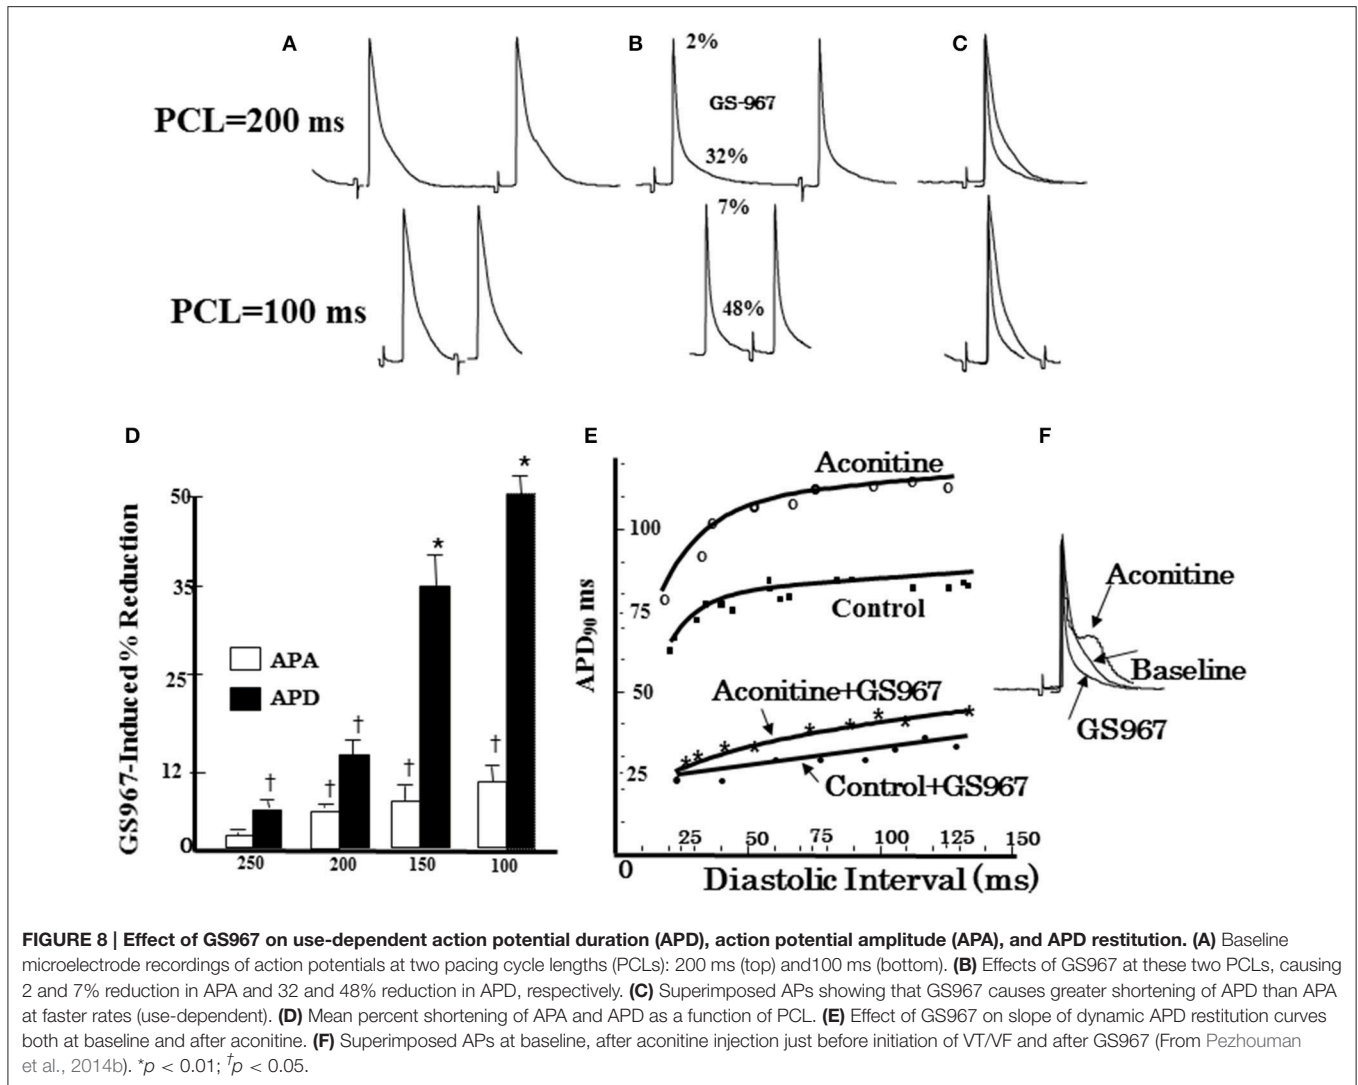 A
B
C
2%
GS-967
PCL=200 ms
32%
7%
PCL=100 ms
48%
D
E
F
GS967-Induced % Reduction
50
35
25
12
0
*
*
†
†
†
†
†
APA
APD
250
200
150
100
APD90 ms
100
75
50
25
Aconitine
Control
Aconitine+GS967
Control+GS967
25
50
75
100
125
150
0
Diastolic Interval (ms)
Aconitine
Baseline
GS967
FIGURE 8 | Effect of GS967 on use-dependent action potential duration (APD), action potential amplitude (APA), and APD restitution. (A) Baseline
microelectrode recordings of action potentials at two pacing cycle lengths (PCLs): 200 ms (top) and100 ms (bottom). (B) Effects of GS967 at these two PCLs, causing
2 and 7% reduction in APA and 32 and 48% reduction in APD, respectively. (C) Superimposed APs showing that GS967 causes greater shortening of APD than APA
at faster rates (use-dependent). (D) Mean percent shortening of APA and APD as a function of PCL. (E) Effect of GS967 on slope of dynamic APD restitution curves
both at baseline and after aconitine. (F) Superimposed APs at baseline, after aconitine injection just before initiation of VT/VF and after GS967 (From Pezhouman
et al., 2014b). *p < 0.01; †p < 0.05.